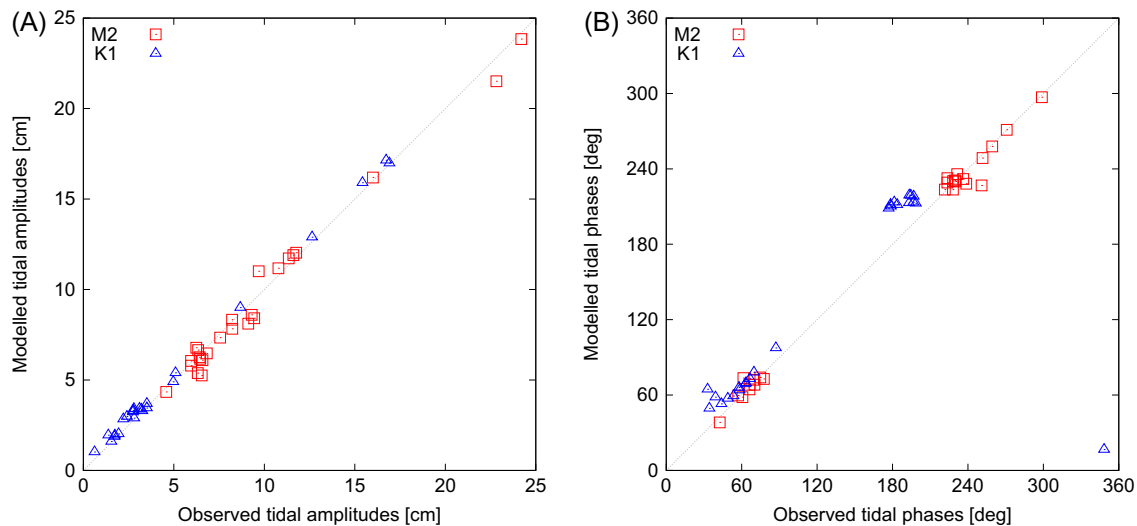 (A)
M2
K1
25
20
15
10
5
0
Modelled tidal amplitudes [cm]
0 5 10 15 20 25
Observed tidal amplitudes [cm]
(B)
M2
K1
360
300
240
180
120
60
0
Modelled tidal phases [deg]
0 60 120 180 240 300 360
Observed tidal phases [deg]